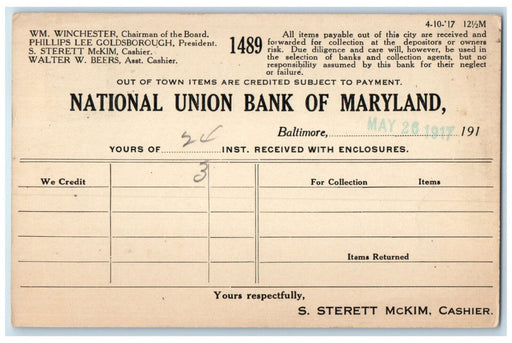 4-10-'17 12½M
WM. WINCHESTER, Chairman of the Board.
PHILLIPS LEE GOLDSBOROUGH, President.
S. STERETT McKIM, Cashier.
WALTER W. BEERS, Asst. Cashier.
1489
All items payable out of this city are received and
forwarded for collection at the depositors or owners
risk. Due diligence and care will, however, be used in
the selection of banks and collection agents, but no
responsibility assumed by this bank for their neglect
or failure.
OUT OF TOWN ITEMS ARE CREDITED SUBJECT TO PAYMENT.
NATIONAL UNION BANK OF MARYLAND,
Baltimore, MAY 26 1917 191
YOURS OF 24 INST. RECEIVED WITH ENCLOSURES.
3
We Credit For Collection Items
Items Returned
Yours respectfully,
S. STERETT McKIM, CASHIER.